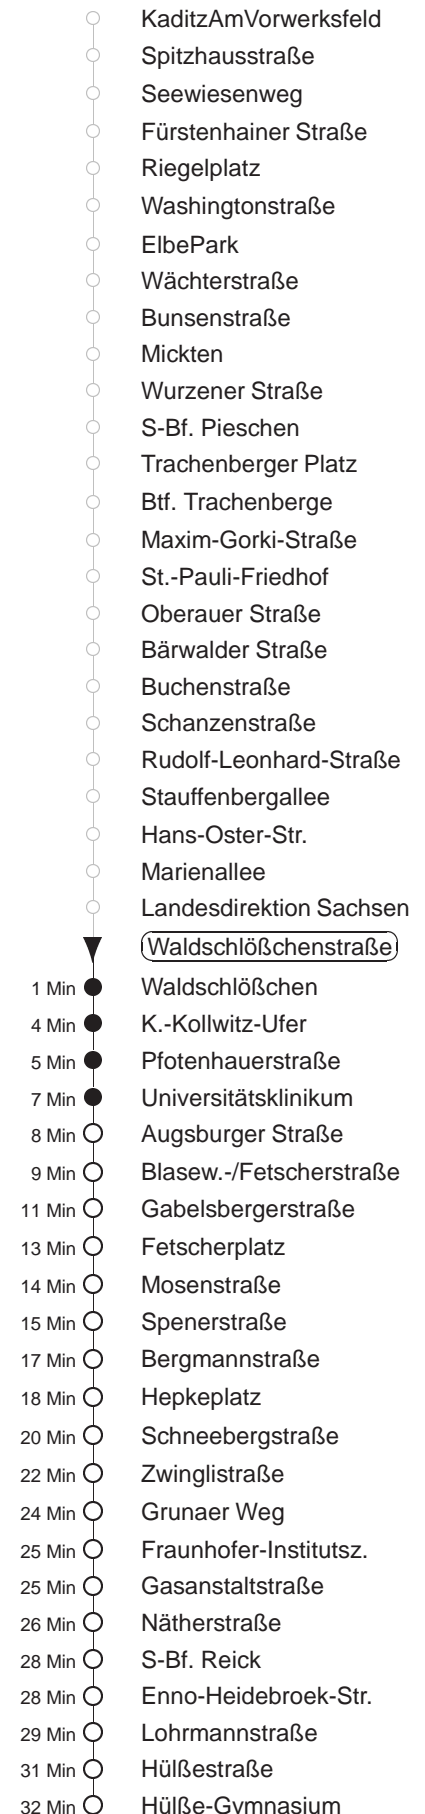 KaditzAmVorwerksfeld
Spitzhausstraße
Seewiesenweg
Fürstenhainer Straße
Riegelplatz
Washingtonstraße
ElbePark
Wächterstraße
Bunsenstraße
Mickten
Wurzener Straße
S-Bf. Pieschen
Trachenberger Platz
Btf. Trachenberge
Maxim-Gorki-Straße
St.-Pauli-Friedhof
Oberauer Straße
Bärwalder Straße
Buchenstraße
Schanzenstraße
Rudolf-Leonhard-Straße
Stauffenbergallee
Hans-Oster-Str.
Marienallee
Landesdirektion Sachsen
Waldschlößchenstraße
1 Min Waldschlößchen
4 Min K.-Kollwitz-Ufer
5 Min Pfotenhauerstraße
7 Min Universitätsklinikum
8 Min Augsburger Straße
9 Min Blasew.-/Fetscherstraße
11 Min Gabelsbergerstraße
13 Min Fetscherplatz
14 Min Mosenstraße
15 Min Spenerstraße
17 Min Bergmannstraße
18 Min Hepkeplatz
20 Min Schneebergstraße
22 Min Zwinglistraße
24 Min Grunaer Weg
25 Min Fraunhofer-Institutsz.
25 Min Gasanstaltstraße
26 Min Nätherstraße
28 Min S-Bf. Reick
28 Min Enno-Heidebroek-Str.
29 Min Lohrmannstraße
31 Min Hülßestraße
32 Min Hülße-Gymnasium